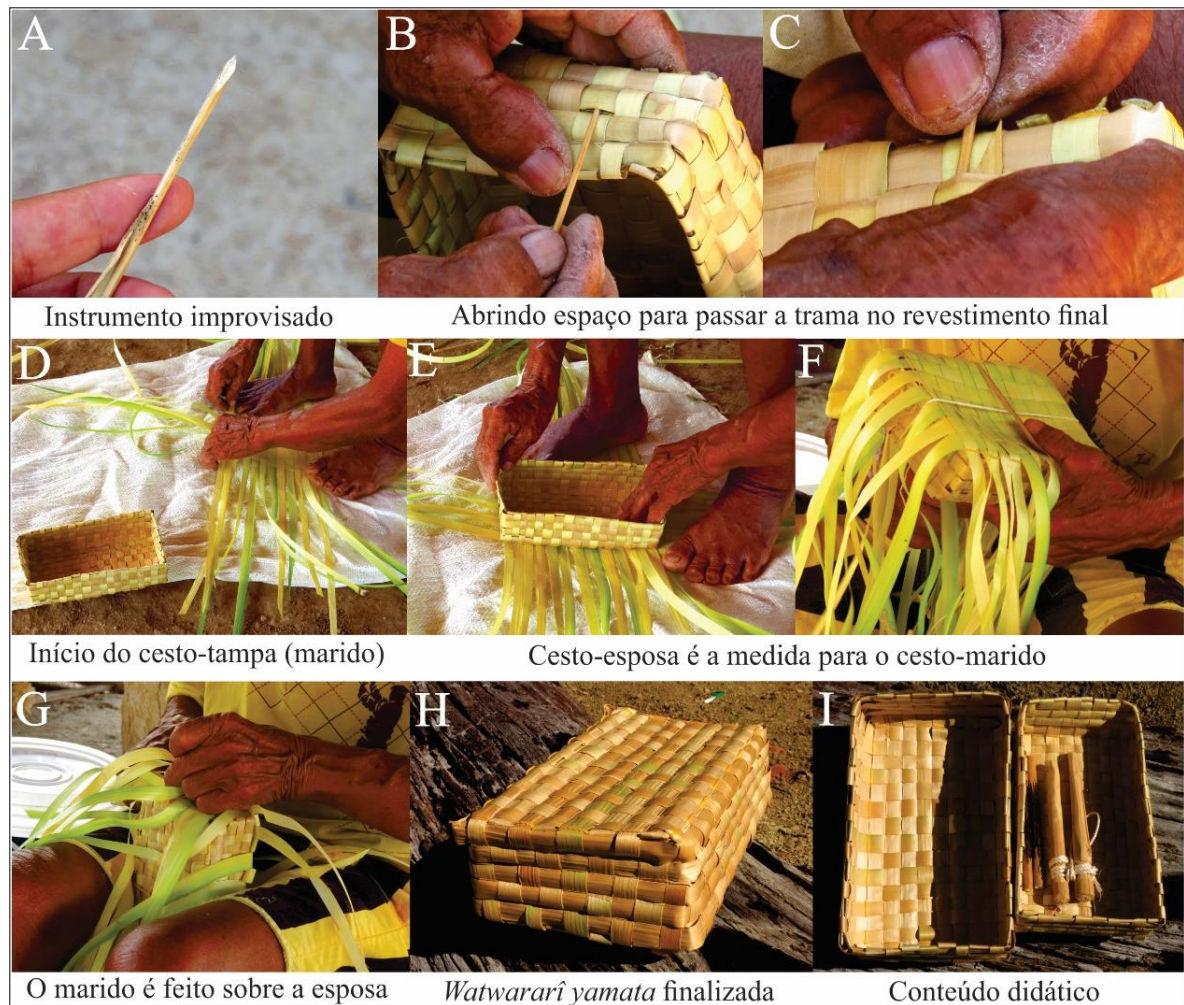 A
B
C
Instrumento improvisado
Abrindo espaço para passar a trama no revestimento final
D
E
F
Início do cesto-tampa (marido)
Cesto-esposa é a medida para o cesto-marido
G
H
I
O marido é feito sobre a esposa
Watwararî yamata finalizada
Conteúdo didático